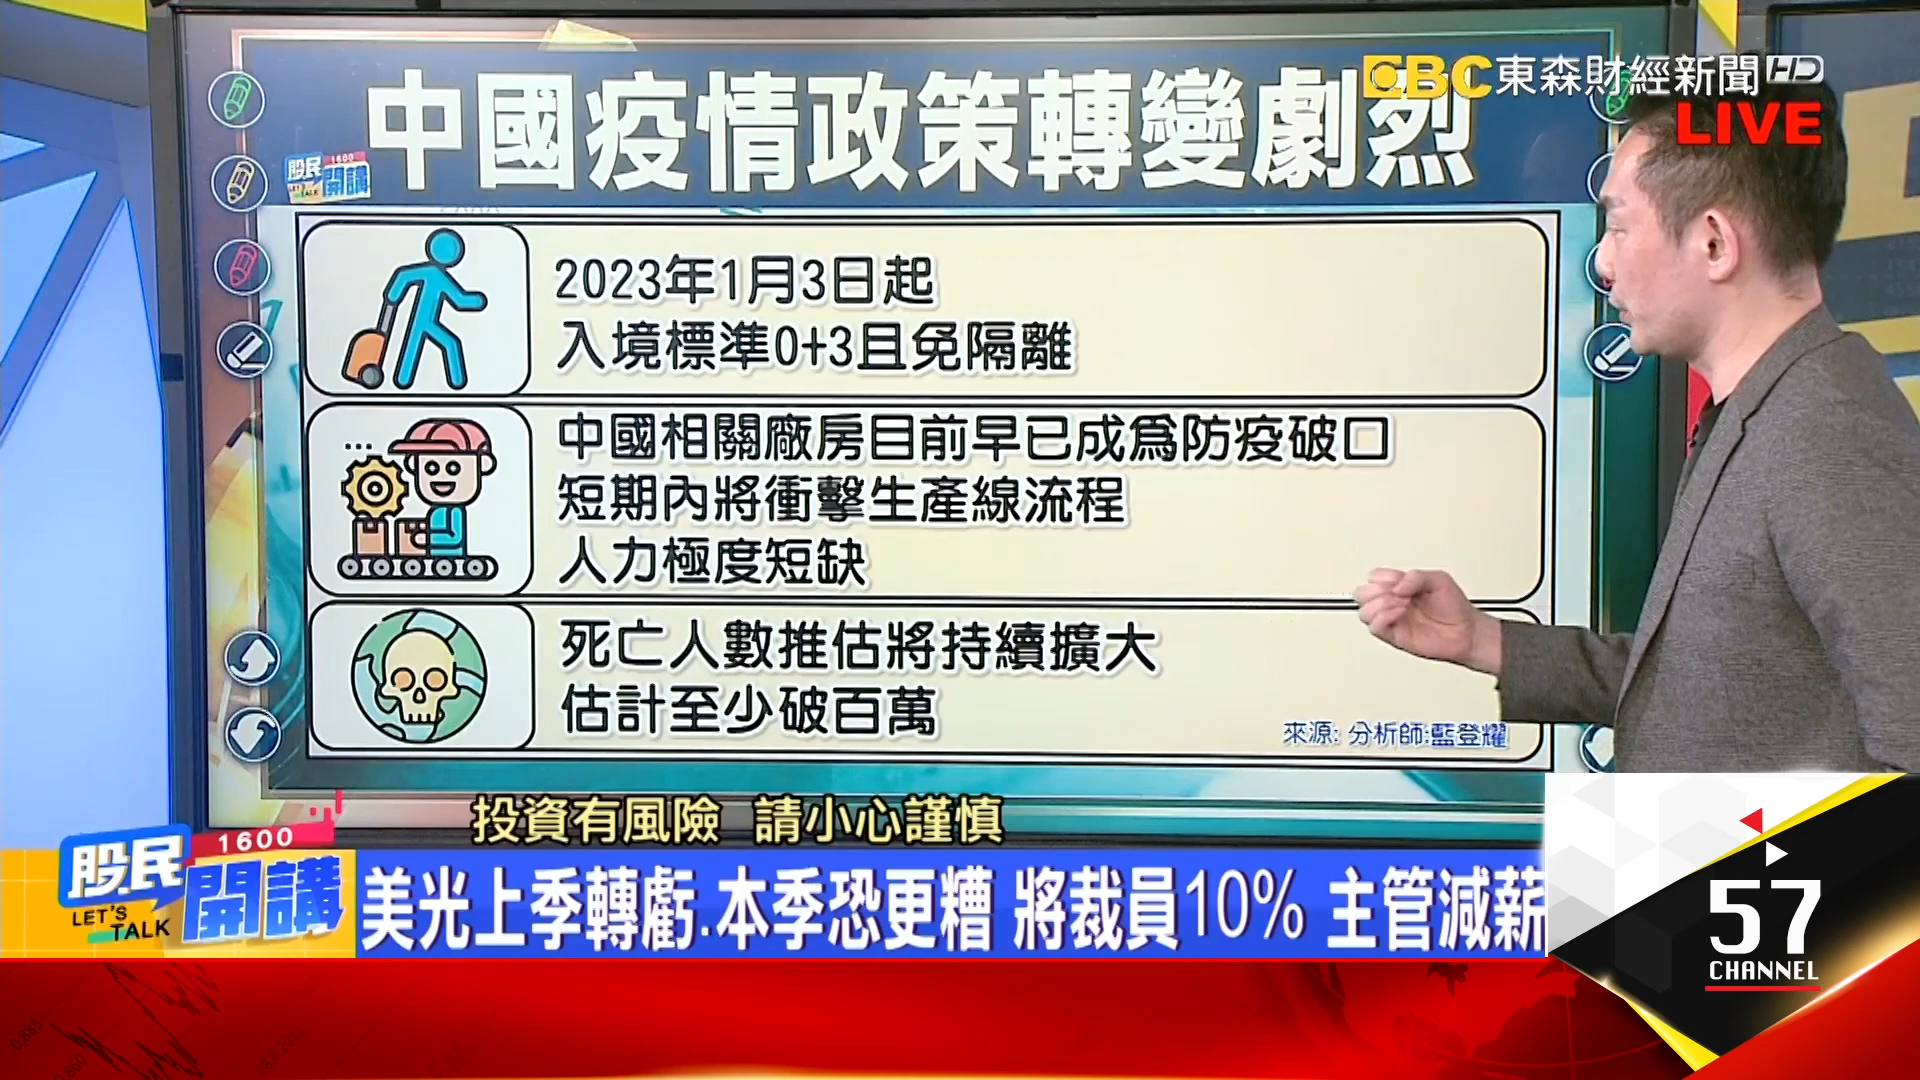 EBC 東森財經新聞 HD
LIVE
中國疫情政策轉變劇烈
股民 1600
LET'S TALK 開講
2023年1月3日起
入境標準0+3且免隔離
中國相關廠房目前早已成為防疫破口
短期內將衝擊生產線流程
人力極度短缺
死亡人數推估將持續擴大
估計至少破百萬
來源: 分析師:藍登耀
投資有風險 請小心謹慎
股民 1600
開講
LET'S TALK
美光上季轉虧.本季恐更糟 將裁員10% 主管減薪
57
CHANNEL